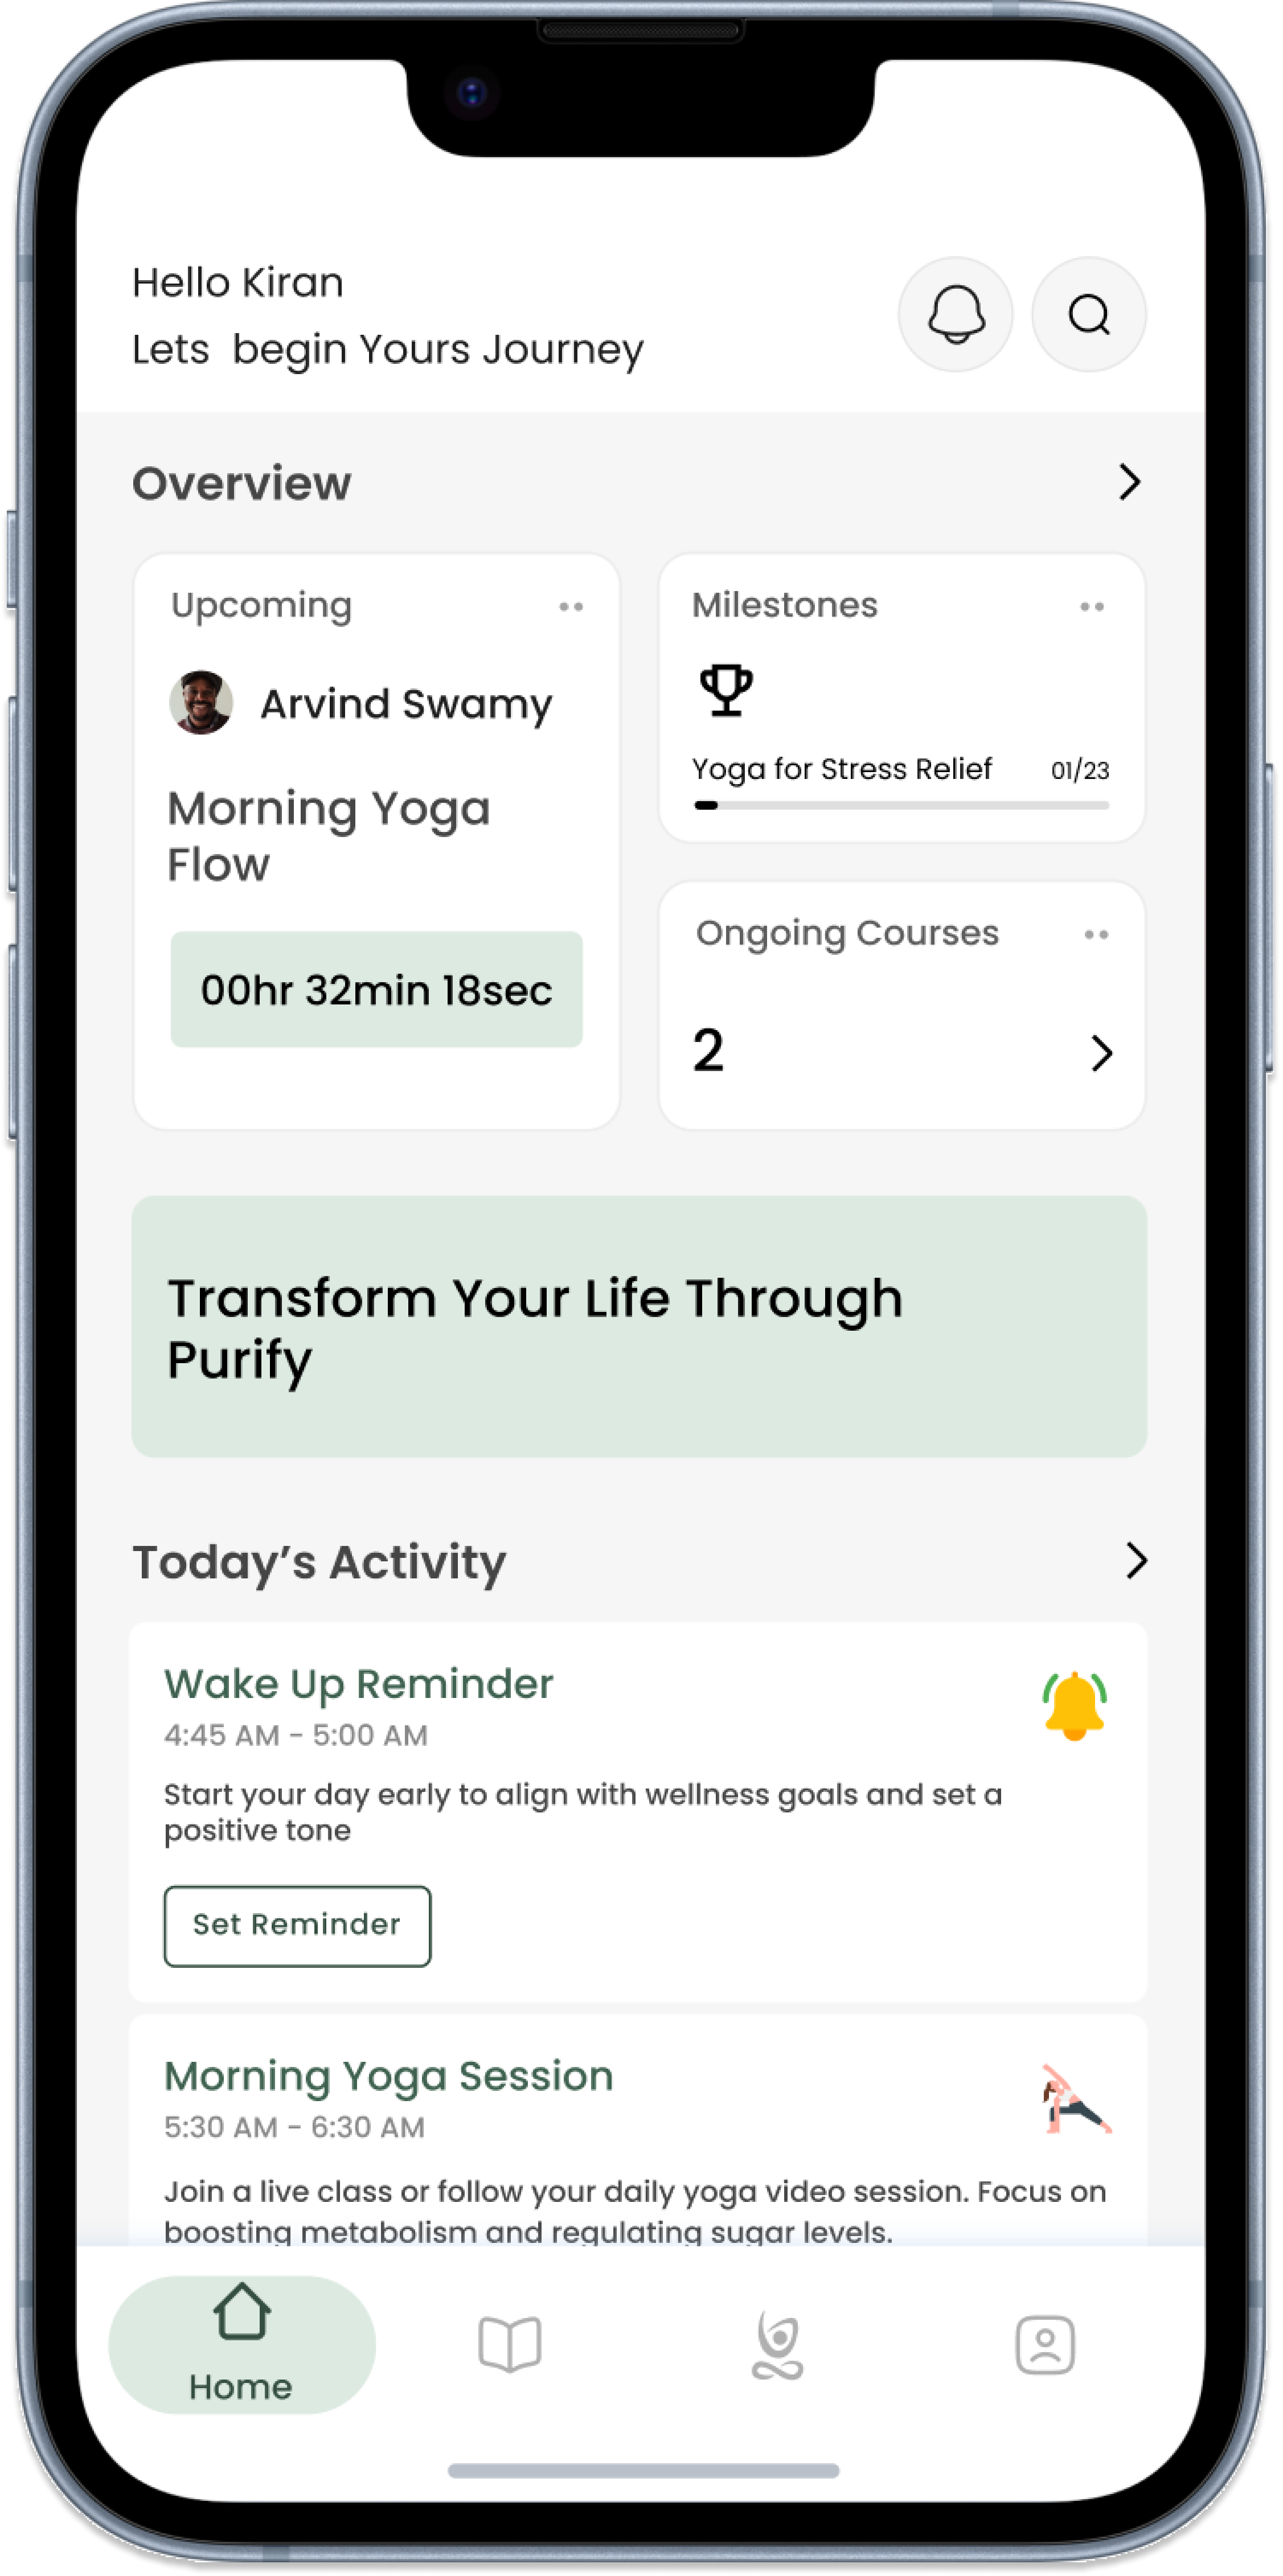 Hello Kiran
Lets  begin Yours Journey
Overview
Upcoming
Arvind Swamy
Morning Yoga
Flow
00hr 32min 18sec
Milestones
Yoga for Stress Relief 01/23
Ongoing Courses
2
Transform Your Life Through
Purify
Today’s Activity
Wake Up Reminder
4:45 AM - 5:00 AM
Start your day early to align with wellness goals and set a
positive tone
Set Reminder
Morning Yoga Session
5:30 AM - 6:30 AM
Join a live class or follow your daily yoga video session. Focus on
boosting metabolism and regulating sugar levels.
Home